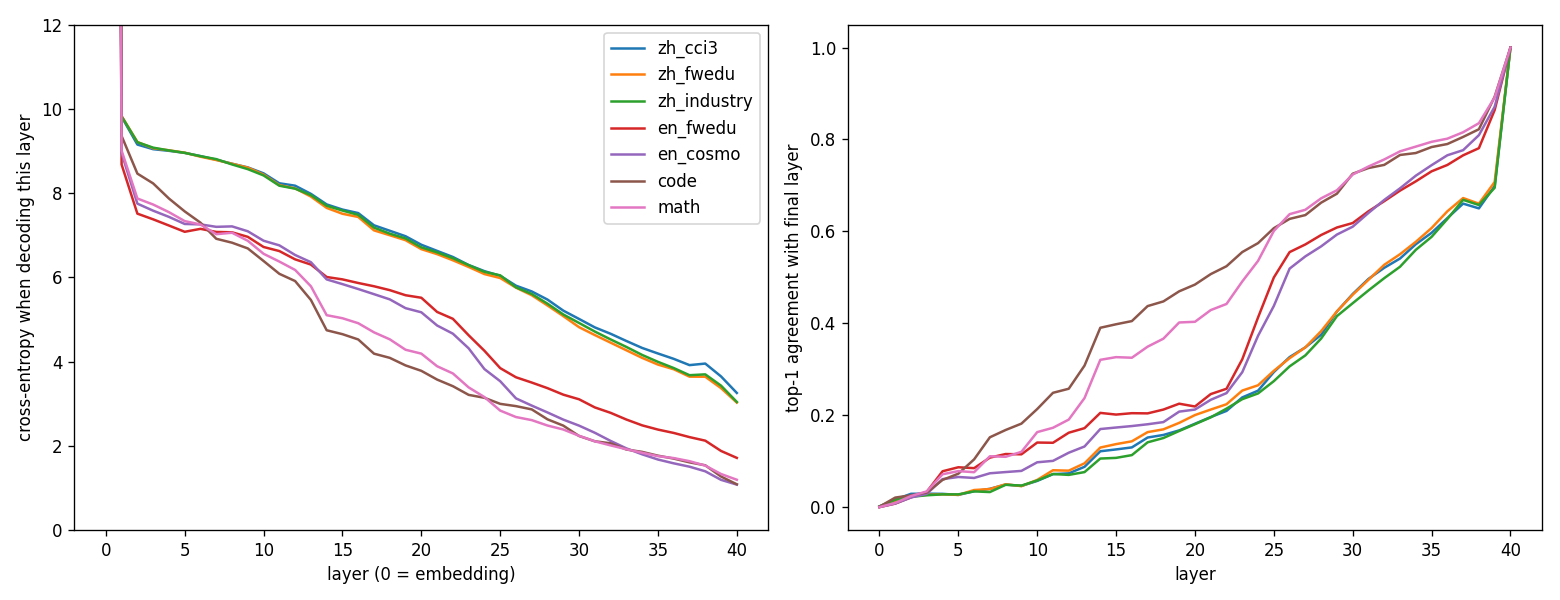 cross-entropy when decoding this layer
12
10
8
6
4
2
0
0 5 10 15 20 25 30 35 40
layer (0 = embedding)
zh_cci3
zh_fwedu
zh_industry
en_fwedu
en_cosmo
code
math
top-1 agreement with final layer
1.0
0.8
0.6
0.4
0.2
0.0
0 5 10 15 20 25 30 35 40
layer